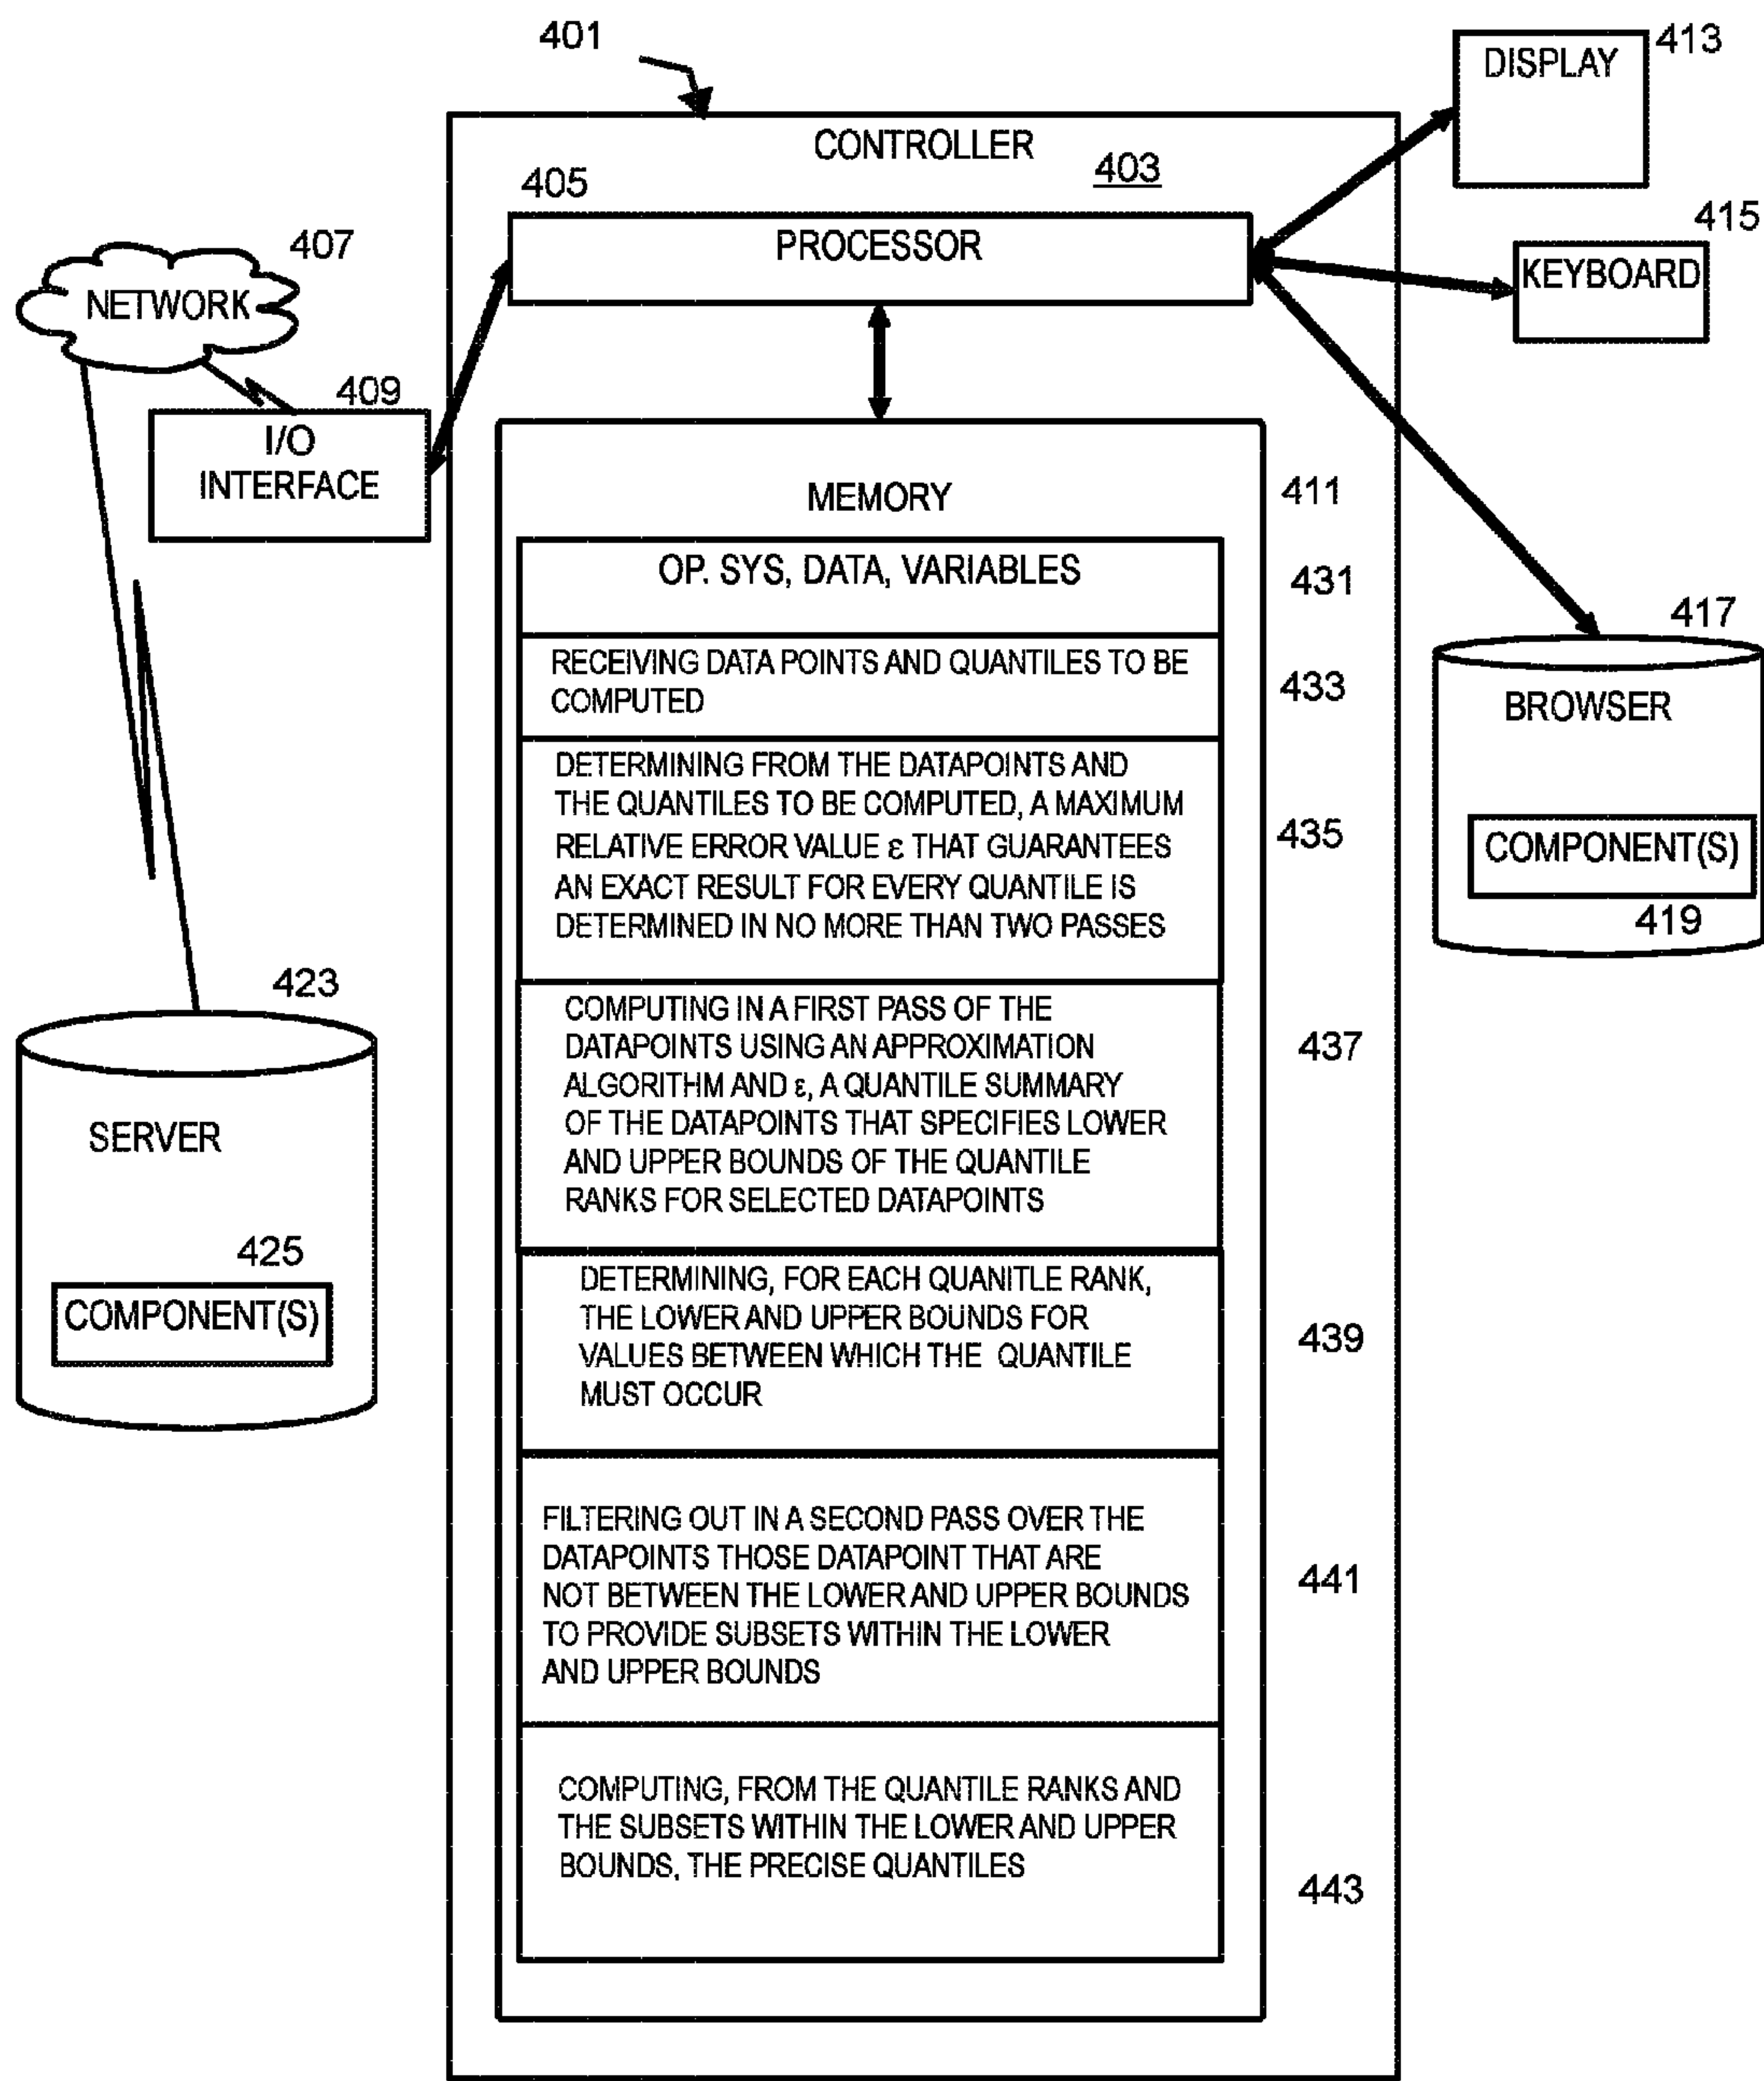 401
413
DISPLAY
CONTROLLER
403
405
PROCESSOR
415
KEYBOARD
407
NETWORK
409
I/O
INTERFACE
MEMORY
411
OP. SYS, DATA, VARIABLES
431
RECEIVING DATA POINTS AND QUANTILES TO BE
COMPUTED
433
DETERMINING FROM THE DATAPOINTS AND
THE QUANTILES TO BE COMPUTED, A MAXIMUM
RELATIVE ERROR VALUE ε THAT GUARANTEES
AN EXACT RESULT FOR EVERY QUANTILE IS
DETERMINED IN NO MORE THAN TWO PASSES
435
417
BROWSER
COMPONENT(S)
419
COMPUTING IN A FIRST PASS OF THE
DATAPOINTS USING AN APPROXIMATION
ALGORITHM AND ε, A QUANTILE SUMMARY
OF THE DATAPOINTS THAT SPECIFIES LOWER
AND UPPER BOUNDS OF THE QUANTILE
RANKS FOR SELECTED DATAPOINTS
437
423
SERVER
425
COMPONENT(S)
DETERMINING, FOR EACH QUANITLE RANK,
THE LOWER AND UPPER BOUNDS FOR
VALUES BETWEEN WHICH THE QUANTILE
MUST OCCUR
439
FILTERING OUT IN A SECOND PASS OVER THE
DATAPOINTS THOSE DATAPOINT THAT ARE
NOT BETWEEN THE LOWER AND UPPER BOUNDS
TO PROVIDE SUBSETS WITHIN THE LOWER
AND UPPER BOUNDS
441
COMPUTING, FROM THE QUANTILE RANKS AND
THE SUBSETS WITHIN THE LOWER AND UPPER
BOUNDS, THE PRECISE QUANTILES
443